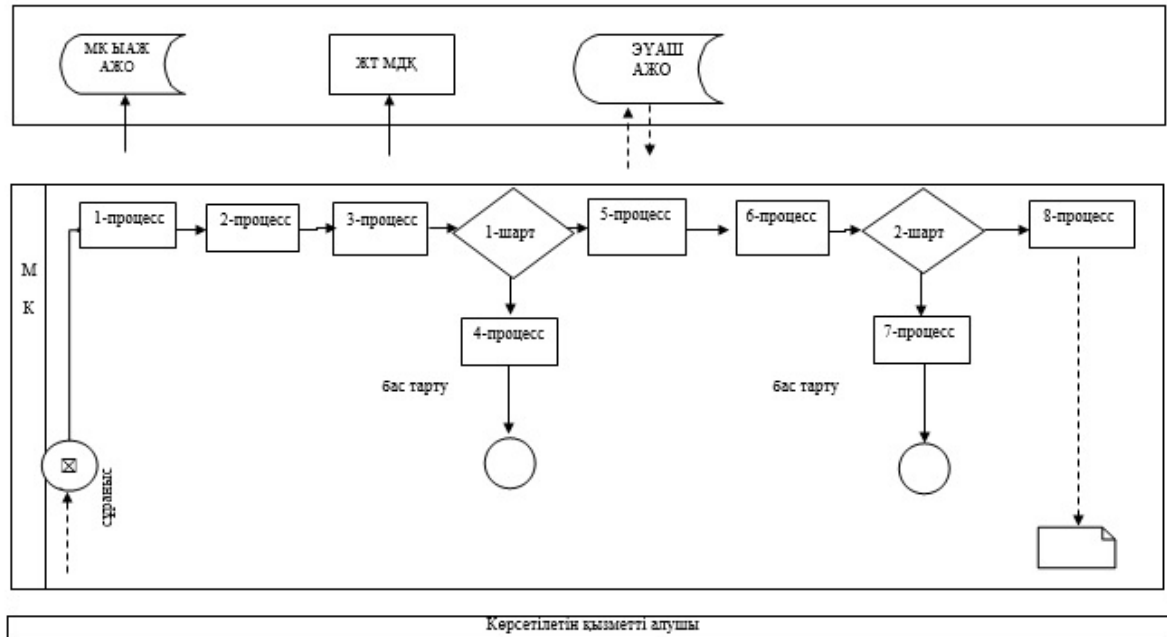 МК ЫАЖ
АЖО
ЖТ МДҚ
ЭҮАШ
АЖО
1-процесс
2-процесс
3-процесс
1-шарт
5-процесс
6-процесс
2-шарт
8-процесс
М
К
4-процесс
7-процесс
бас тарту
бас тарту
сұраныс
Көрсетілетін қызметті алушы